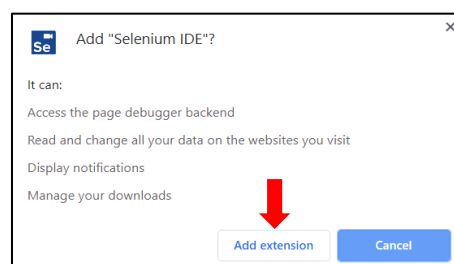 Se
Add "Selenium IDE"?
It can:
Access the page debugger backend
Read and change all your data on the websites you visit
Display notifications
Manage your downloads
Add extension
Cancel